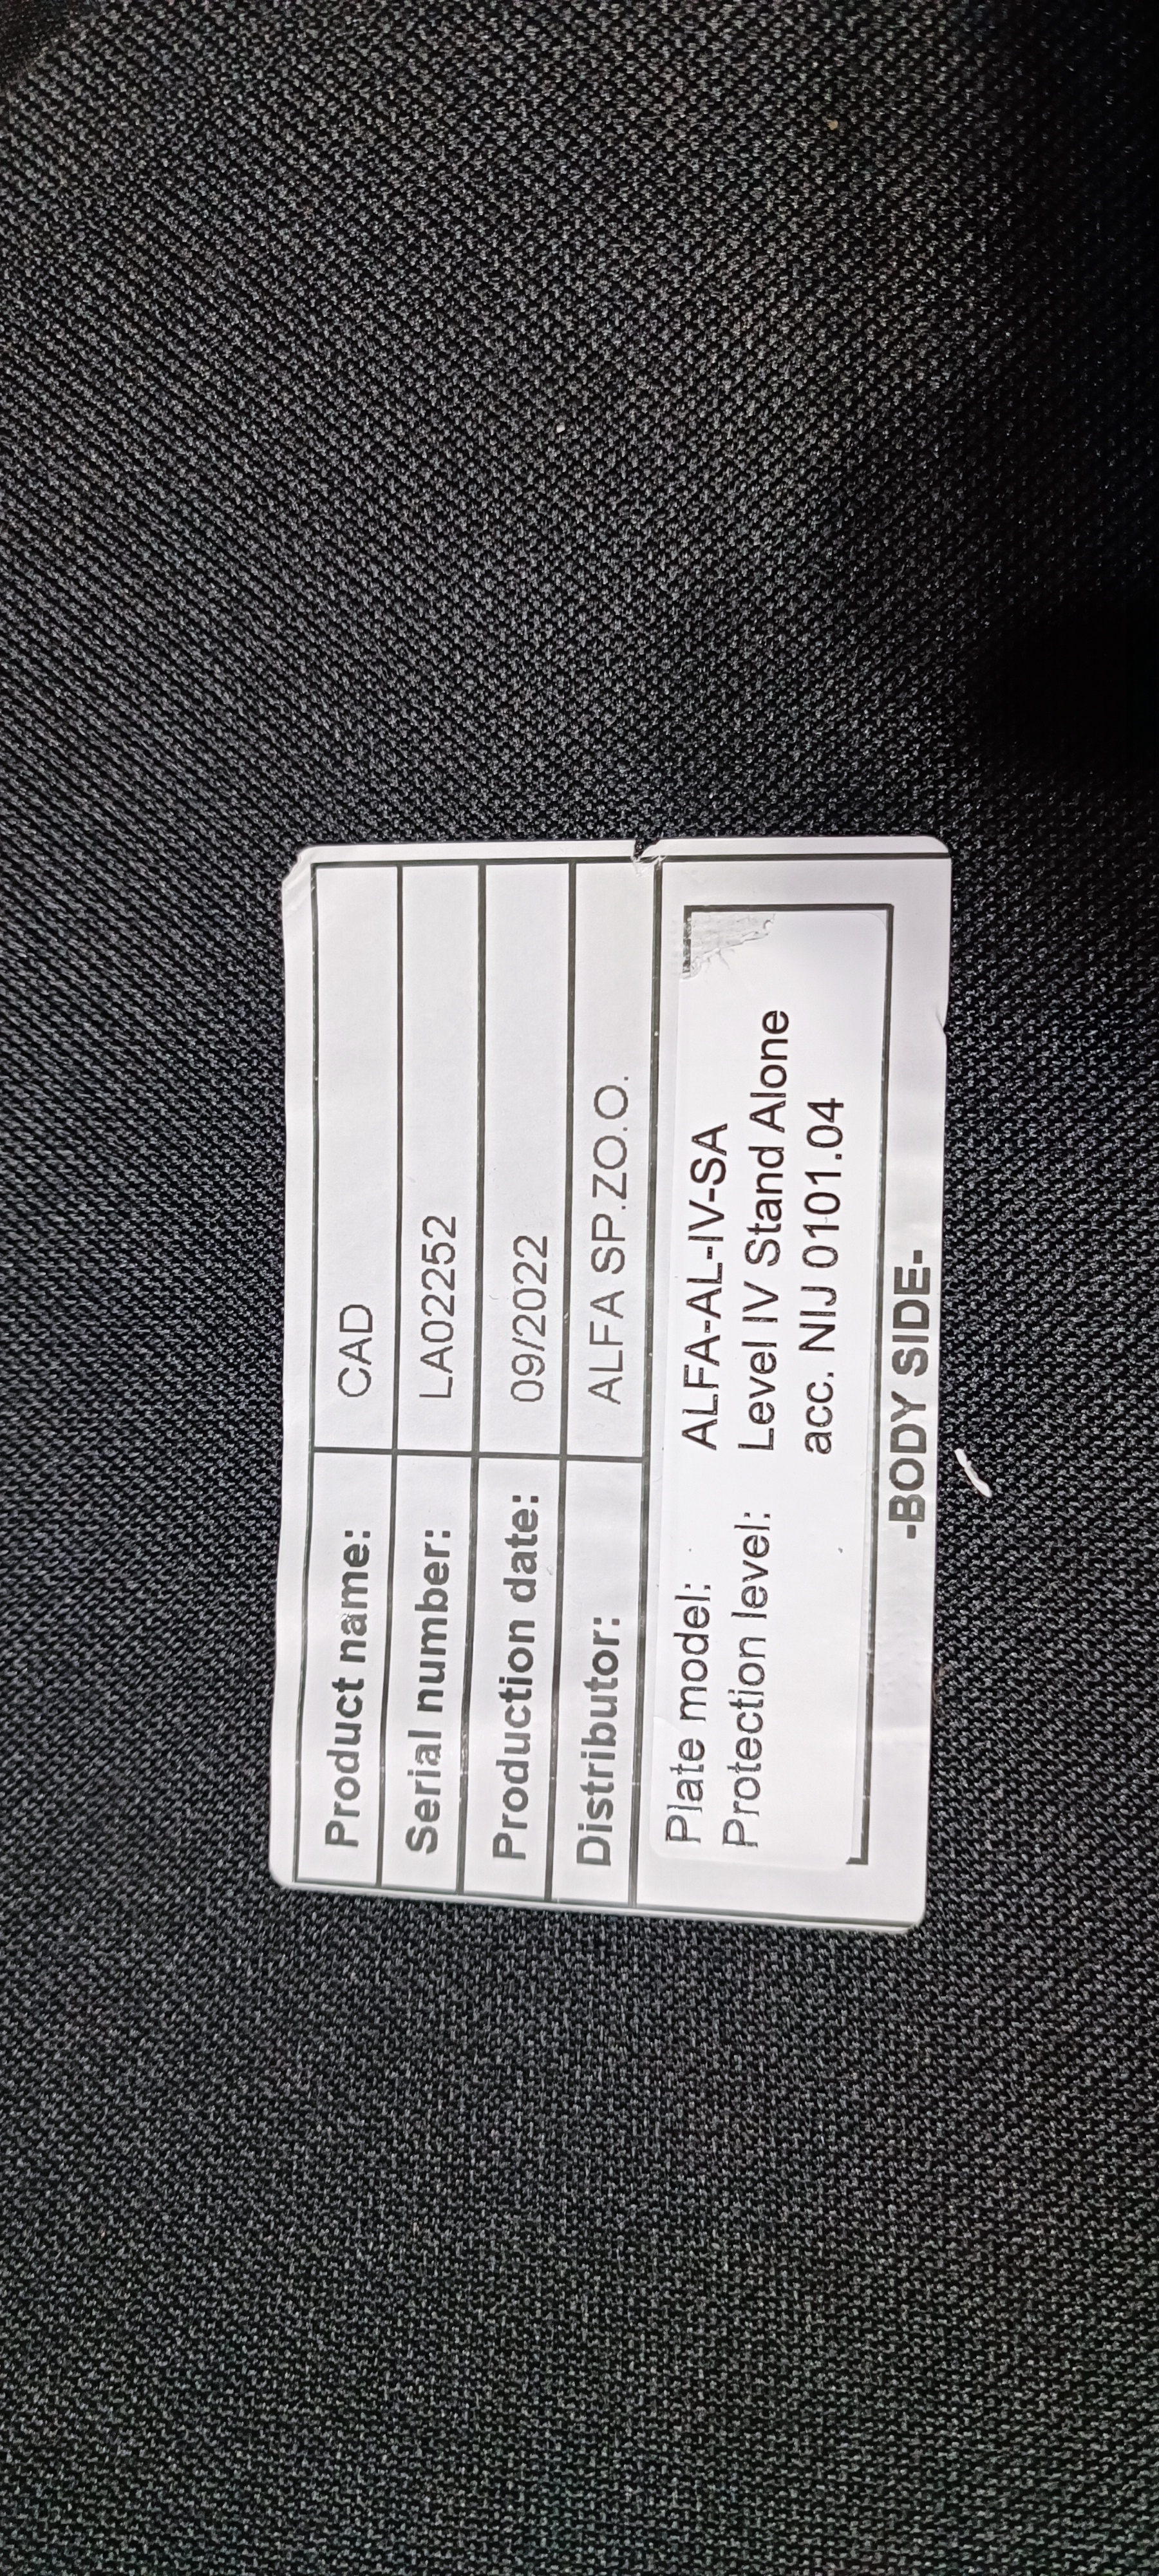 Product name: CAD
Serial number: LA02252
Production date: 09/2022
Distributor: ALFA SP.ZO.O.
Plate model: ALFA-AL-IV-SA
Protection level: Level IV Stand Alone
acc. NIJ 0101.04
-BODY SIDE-